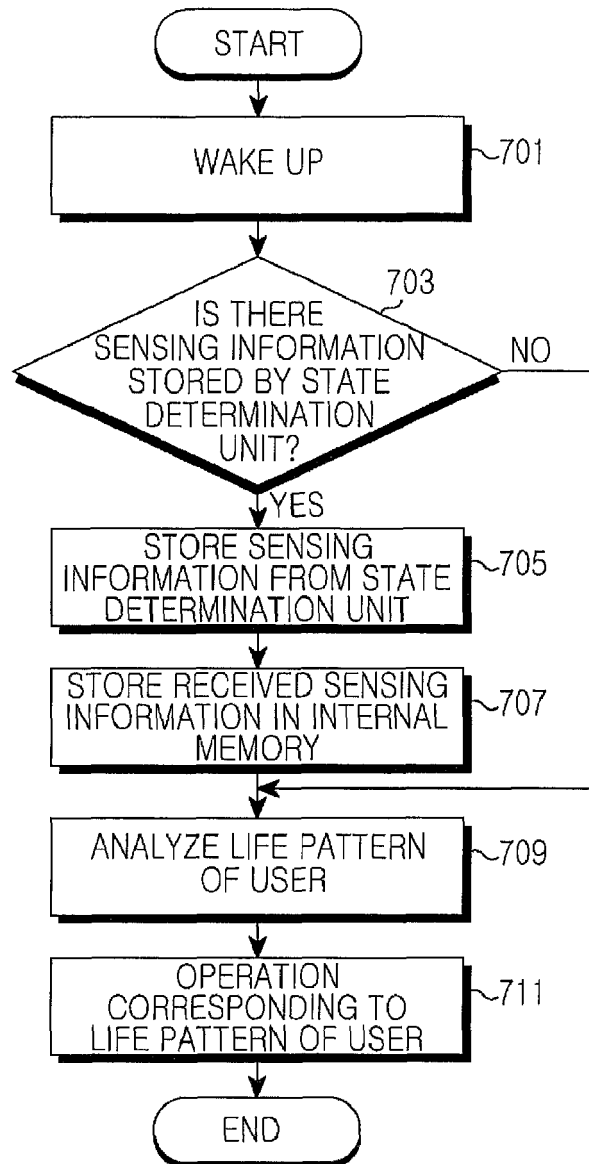 START
WAKE UP
701
703
IS THERE
SENSING INFORMATION
STORED BY STATE
DETERMINATION
UNIT?
NO
YES
STORE SENSING
INFORMATION FROM STATE
DETERMINATION UNIT
705
STORE RECEIVED SENSING
INFORMATION IN INTERNAL
MEMORY
707
ANALYZE LIFE PATTERN
OF USER
709
OPERATION
CORRESPONDING TO
LIFE PATTERN OF USER
711
END